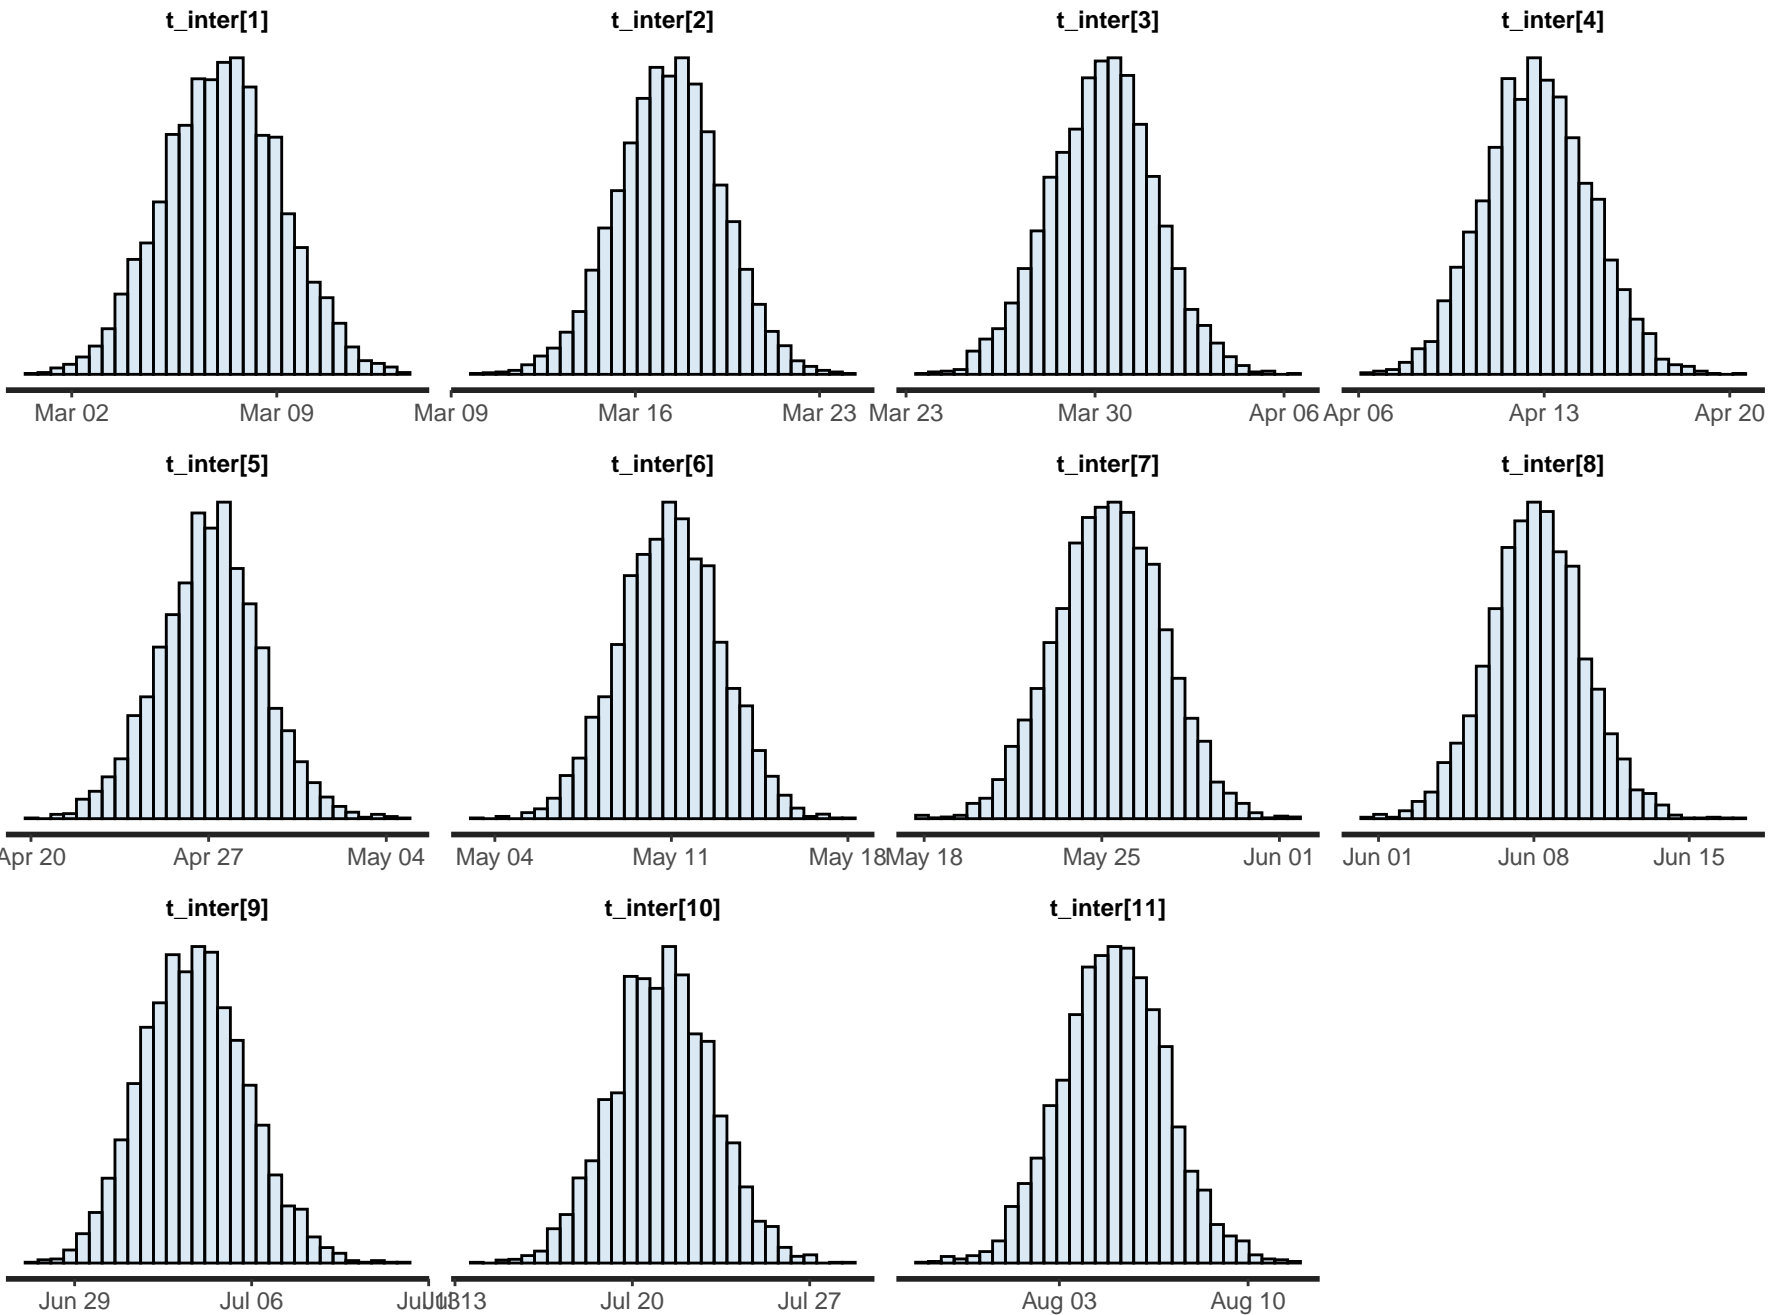 t_inter[1] t_inter[2] t_inter[3] t_inter[4]
Mar 02 Mar 09 Mar 09 Mar 16 Mar 23 Mar 23 Mar 30 Apr 06 Apr 06 Apr 13 Apr 20
t_inter[5] t_inter[6] t_inter[7] t_inter[8]
Apr 20 Apr 27 May 04 May 04 May 11 May 18 May 18 May 25 Jun 01 Jun 01 Jun 08 Jun 15
t_inter[9] t_inter[10] t_inter[11]
Jun 29 Jul 06 Jul 13 Jul 13 Jul 20 Jul 27 Aug 03 Aug 10